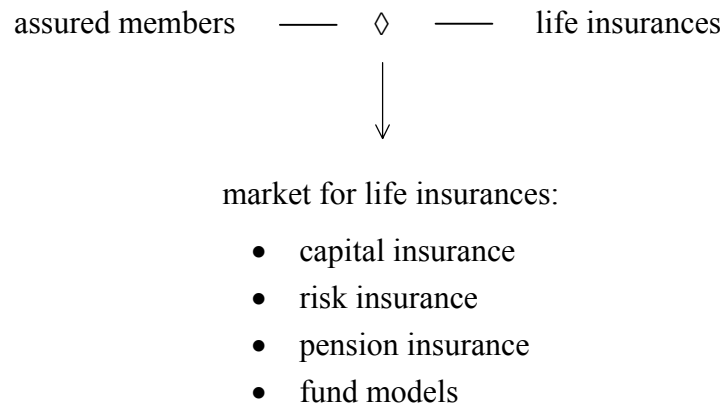 assured members — ◊ — life insurances
market for life insurances:
• capital insurance
• risk insurance
• pension insurance
• fund models